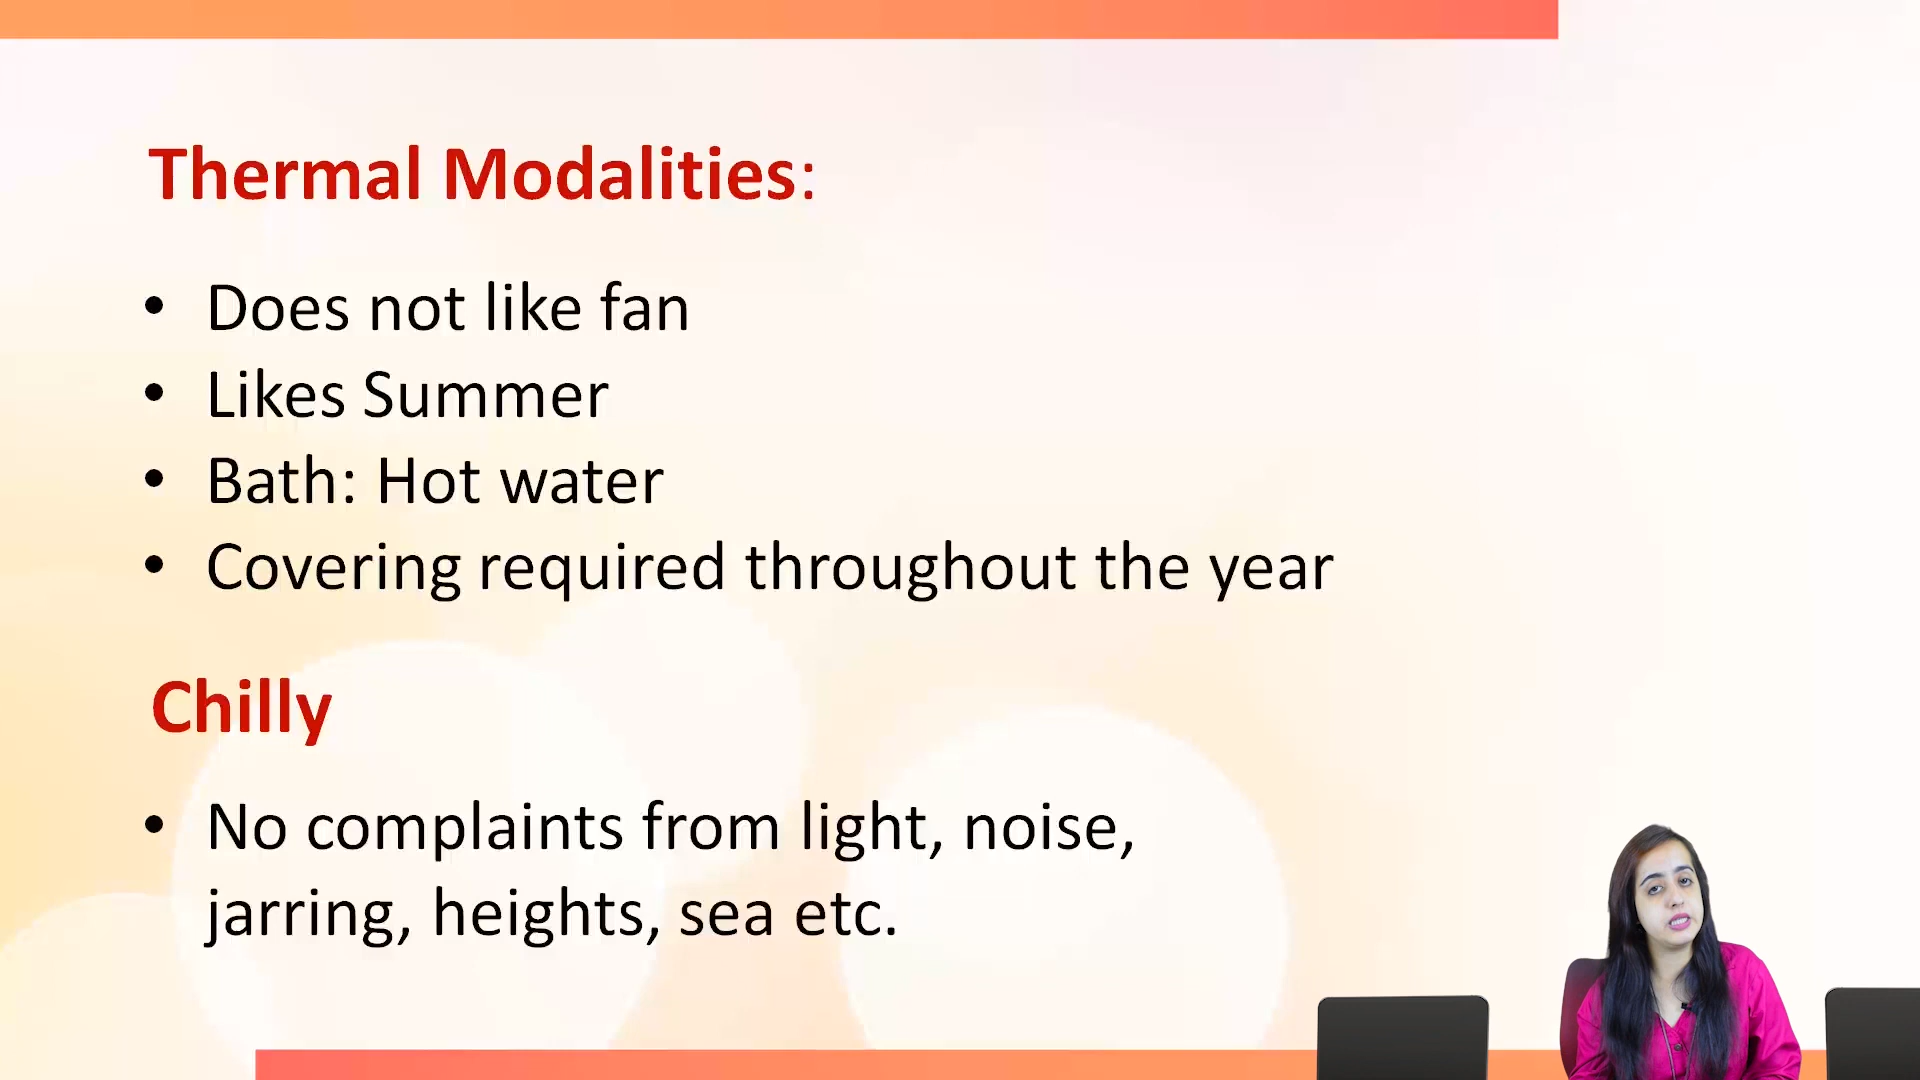 Thermal Modalities:
• Does not like fan
• Likes Summer
• Bath: Hot water
• Covering required throughout the year
Chilly
• No complaints from light, noise,
jarring, heights, sea etc.